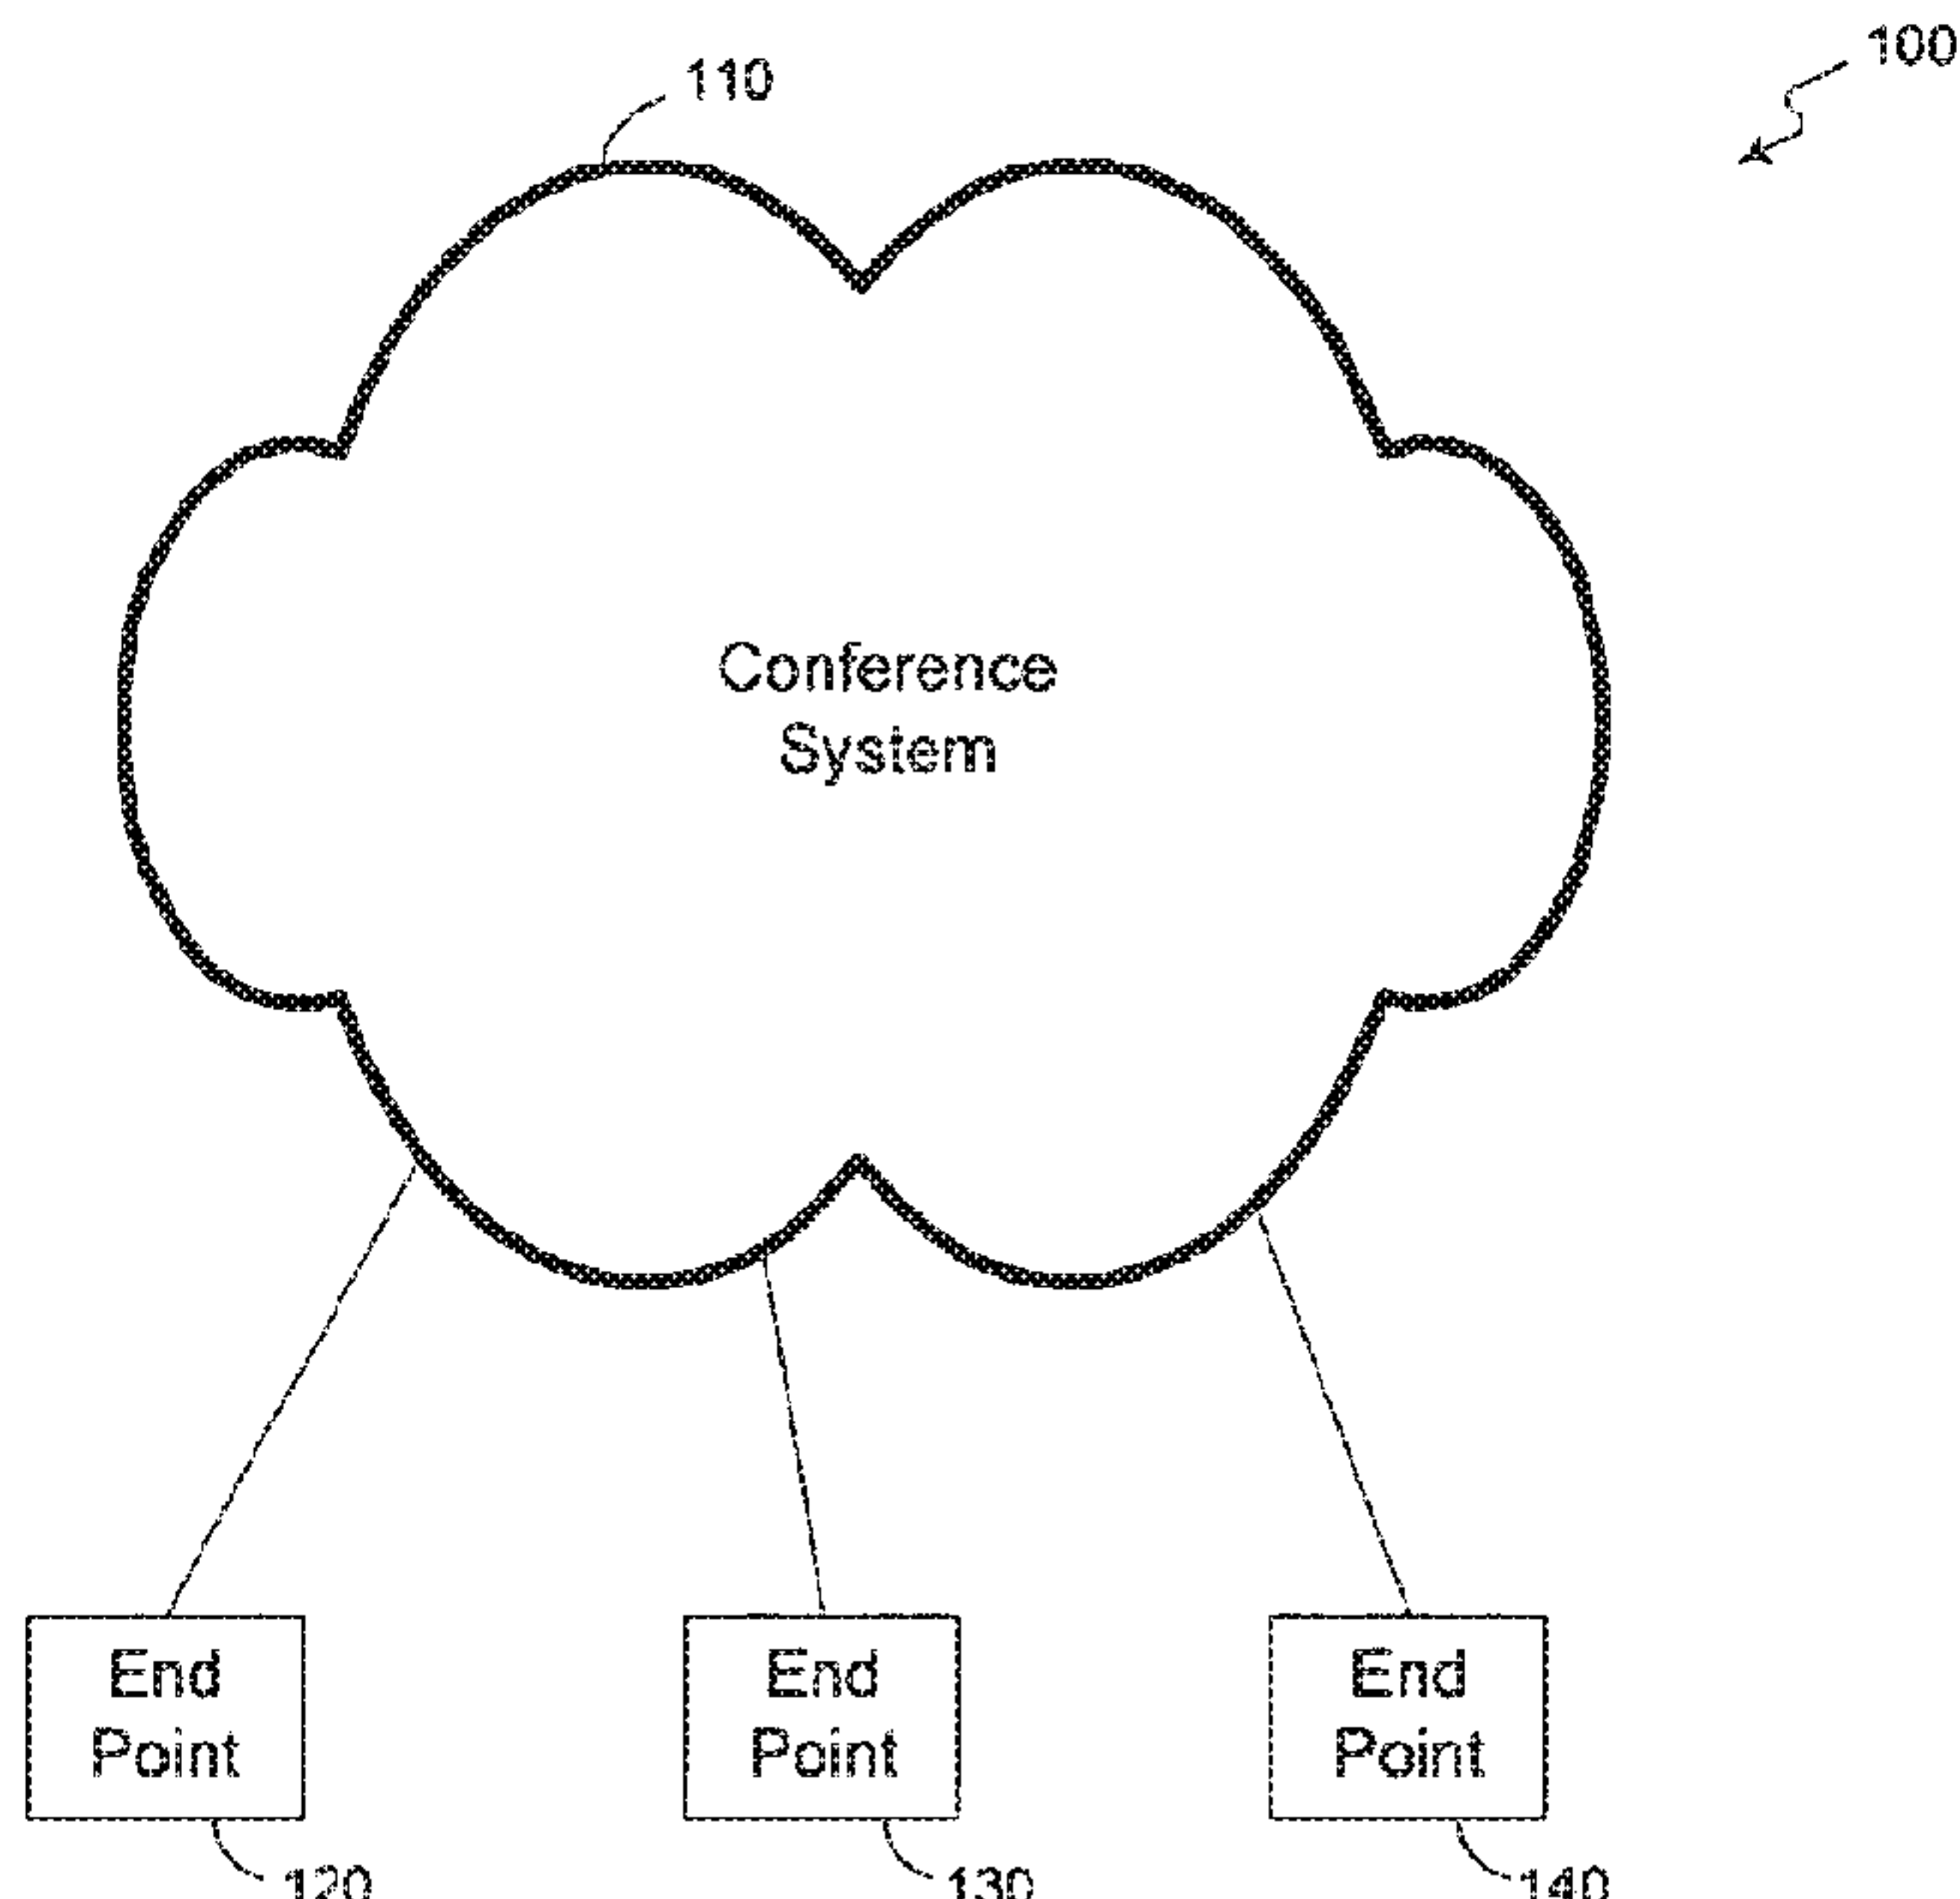 100
110
Conference
System
End
Point
End
Point
End
Point
120
130
140